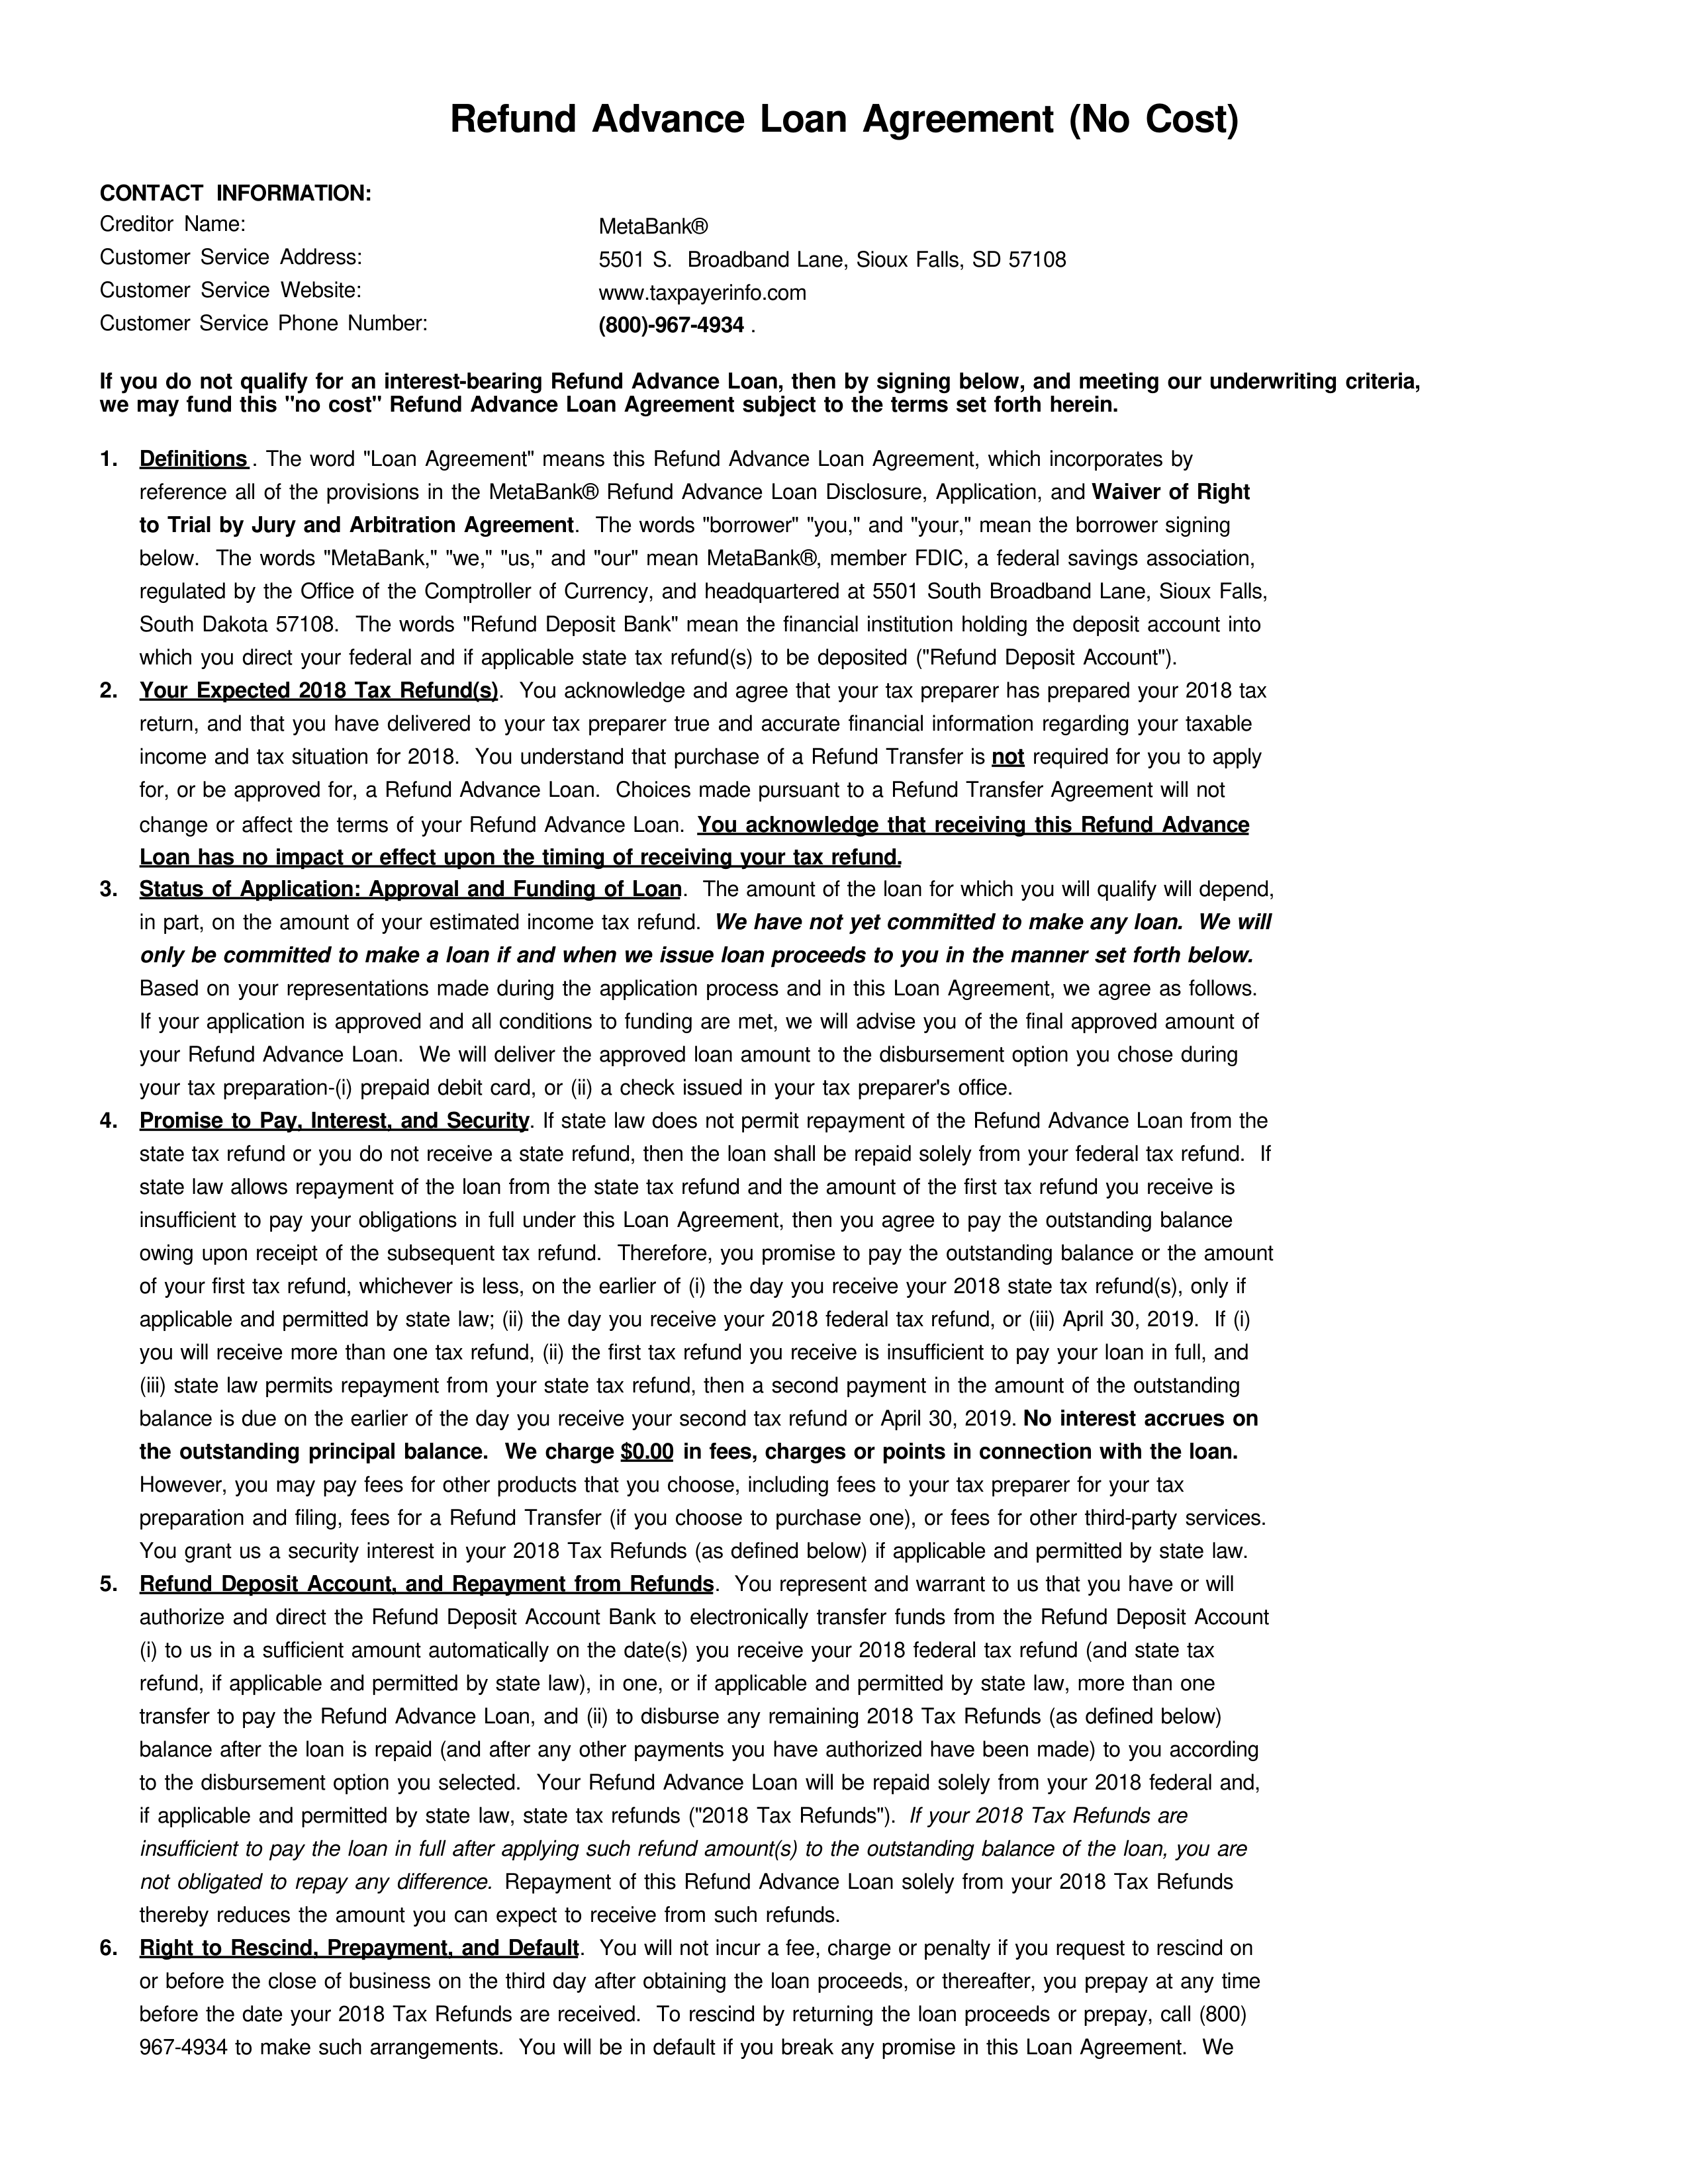 Refund Advance Loan Agreement (No Cost)
CONTACT INFORMATION:
Creditor Name: MetaBank®
Customer Service Address: 5501 S. Broadband Lane, Sioux Falls, SD 57108
Customer Service Website: www.taxpayerinfo.com
Customer Service Phone Number: (800)-967-4934 .
If you do not qualify for an interest-bearing Refund Advance Loan, then by signing below, and meeting our underwriting criteria,
we may fund this "no cost" Refund Advance Loan Agreement subject to the terms set forth herein.
1. Definitions . The word "Loan Agreement" means this Refund Advance Loan Agreement, which incorporates by
reference all of the provisions in the MetaBank® Refund Advance Loan Disclosure, Application, and Waiver of Right
to Trial by Jury and Arbitration Agreement. The words "borrower" "you," and "your," mean the borrower signing
below. The words "MetaBank," "we," "us," and "our" mean MetaBank®, member FDIC, a federal savings association,
regulated by the Office of the Comptroller of Currency, and headquartered at 5501 South Broadband Lane, Sioux Falls,
South Dakota 57108. The words "Refund Deposit Bank" mean the financial institution holding the deposit account into
which you direct your federal and if applicable state tax refund(s) to be deposited ("Refund Deposit Account").
2. Your Expected 2018 Tax Refund(s). You acknowledge and agree that your tax preparer has prepared your 2018 tax
return, and that you have delivered to your tax preparer true and accurate financial information regarding your taxable
income and tax situation for 2018. You understand that purchase of a Refund Transfer is not required for you to apply
for, or be approved for, a Refund Advance Loan. Choices made pursuant to a Refund Transfer Agreement will not
change or affect the terms of your Refund Advance Loan. You acknowledge that receiving this Refund Advance
Loan has no impact or effect upon the timing of receiving your tax refund.
3. Status of Application: Approval and Funding of Loan. The amount of the loan for which you will qualify will depend,
in part, on the amount of your estimated income tax refund. We have not yet committed to make any loan. We will
only be committed to make a loan if and when we issue loan proceeds to you in the manner set forth below.
Based on your representations made during the application process and in this Loan Agreement, we agree as follows.
If your application is approved and all conditions to funding are met, we will advise you of the final approved amount of
your Refund Advance Loan. We will deliver the approved loan amount to the disbursement option you chose during
your tax preparation-(i) prepaid debit card, or (ii) a check issued in your tax preparer's office.
4. Promise to Pay, Interest, and Security. If state law does not permit repayment of the Refund Advance Loan from the
state tax refund or you do not receive a state refund, then the loan shall be repaid solely from your federal tax refund. If
state law allows repayment of the loan from the state tax refund and the amount of the first tax refund you receive is
insufficient to pay your obligations in full under this Loan Agreement, then you agree to pay the outstanding balance
owing upon receipt of the subsequent tax refund. Therefore, you promise to pay the outstanding balance or the amount
of your first tax refund, whichever is less, on the earlier of (i) the day you receive your 2018 state tax refund(s), only if
applicable and permitted by state law; (ii) the day you receive your 2018 federal tax refund, or (iii) April 30, 2019. If (i)
you will receive more than one tax refund, (ii) the first tax refund you receive is insufficient to pay your loan in full, and
(iii) state law permits repayment from your state tax refund, then a second payment in the amount of the outstanding
balance is due on the earlier of the day you receive your second tax refund or April 30, 2019. No interest accrues on
the outstanding principal balance. We charge $0.00 in fees, charges or points in connection with the loan.
However, you may pay fees for other products that you choose, including fees to your tax preparer for your tax
preparation and filing, fees for a Refund Transfer (if you choose to purchase one), or fees for other third-party services.
You grant us a security interest in your 2018 Tax Refunds (as defined below) if applicable and permitted by state law.
5. Refund Deposit Account, and Repayment from Refunds. You represent and warrant to us that you have or will
authorize and direct the Refund Deposit Account Bank to electronically transfer funds from the Refund Deposit Account
(i) to us in a sufficient amount automatically on the date(s) you receive your 2018 federal tax refund (and state tax
refund, if applicable and permitted by state law), in one, or if applicable and permitted by state law, more than one
transfer to pay the Refund Advance Loan, and (ii) to disburse any remaining 2018 Tax Refunds (as defined below)
balance after the loan is repaid (and after any other payments you have authorized have been made) to you according
to the disbursement option you selected. Your Refund Advance Loan will be repaid solely from your 2018 federal and,
if applicable and permitted by state law, state tax refunds ("2018 Tax Refunds"). If your 2018 Tax Refunds are
insufficient to pay the loan in full after applying such refund amount(s) to the outstanding balance of the loan, you are
not obligated to repay any difference. Repayment of this Refund Advance Loan solely from your 2018 Tax Refunds
thereby reduces the amount you can expect to receive from such refunds.
6. Right to Rescind, Prepayment, and Default. You will not incur a fee, charge or penalty if you request to rescind on
or before the close of business on the third day after obtaining the loan proceeds, or thereafter, you prepay at any time
before the date your 2018 Tax Refunds are received. To rescind by returning the loan proceeds or prepay, call (800)
967-4934 to make such arrangements. You will be in default if you break any promise in this Loan Agreement. We